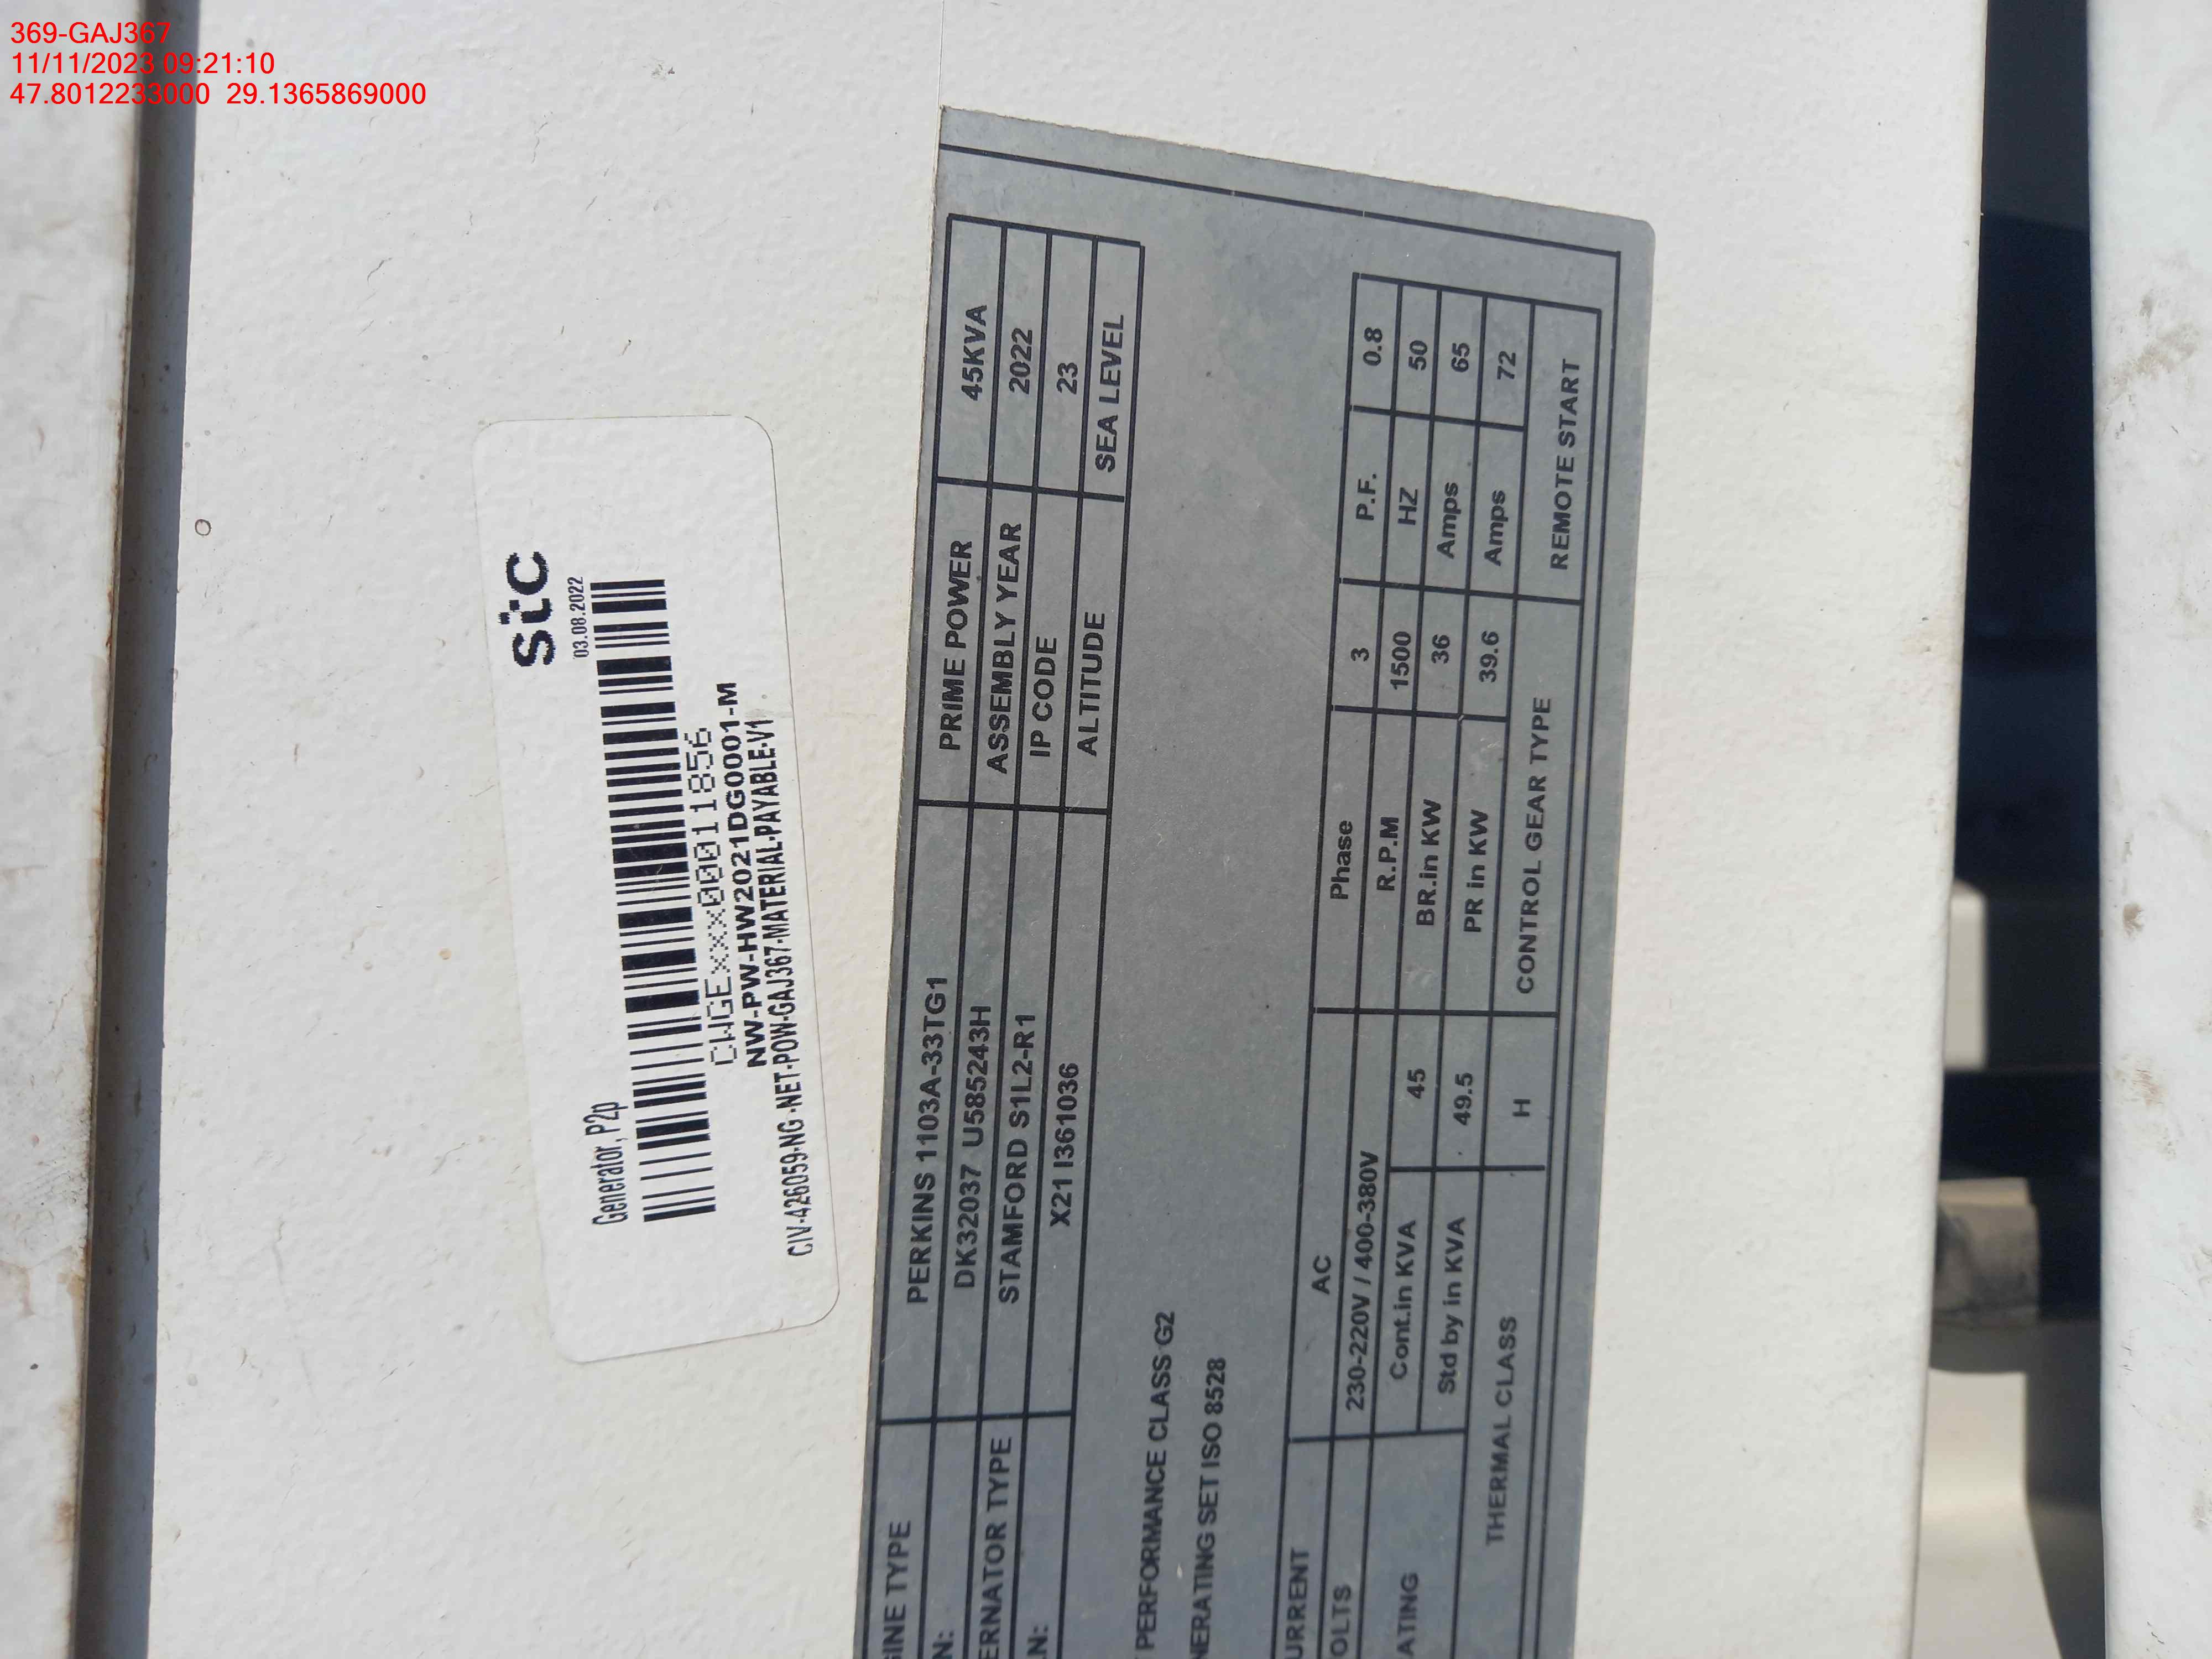 369-GAJ367
11/11/2023 09:21:10
47.8012233000 29.1365869000
stc
03.08.2022
Generator, P2p
CWGExxx00011856
NW-PW-HW2021DG0001-M
CIV-426059-NG-NET-POW-GAJ367-MATERIAL-PAYABLE-V1
GINE TYPE PERKINS 1103A-33TG1 PRIME POWER 45KVA
N: DK32037 U585243H ASSEMBLY YEAR 2022
ERNATOR TYPE STAMFORD S1L2-R1 IP CODE 23
.N: X21I361036 ALTITUDE SEA LEVEL
PERFORMANCE CLASS G2
NERATING SET ISO 8528
URRENT AC Phase 3 P.F. 0.8
OLTS 230-220V / 400-380V R.P.M 1500 HZ 50
ATING Cont.in KVA 45 BR.in KW 36 Amps 65
Std by in KVA 49.5 PR in KW 39.6 Amps 72
THERMAL CLASS H CONTROL GEAR TYPE REMOTE START